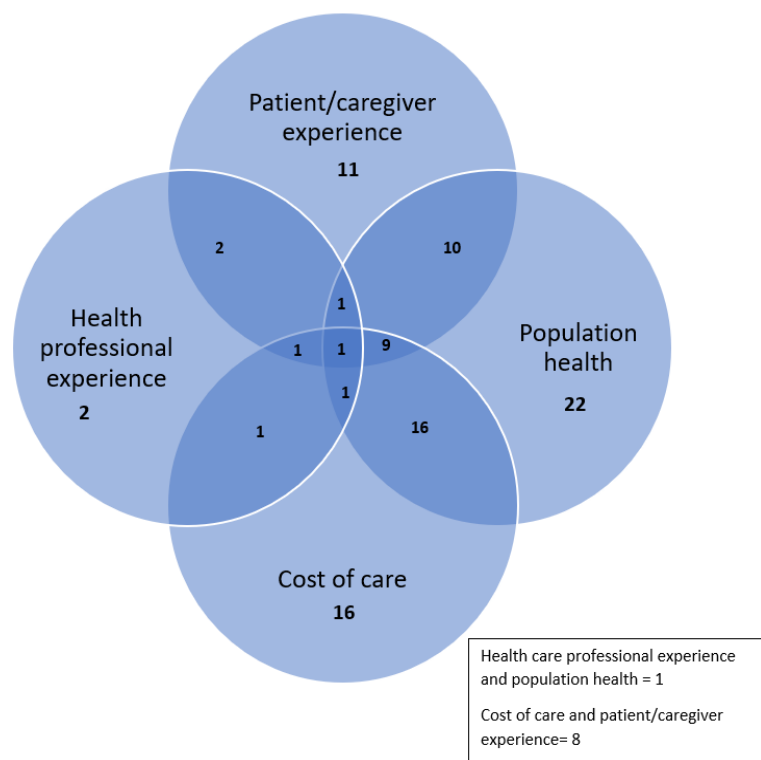 Patient/caregiver
experience
11
2
10
1
Health
professional
experience
2
1
1
9
Population
health
22
1
1
16
Cost of care
16
Health care professional experience
and population health = 1
Cost of care and patient/caregiver
experience= 8